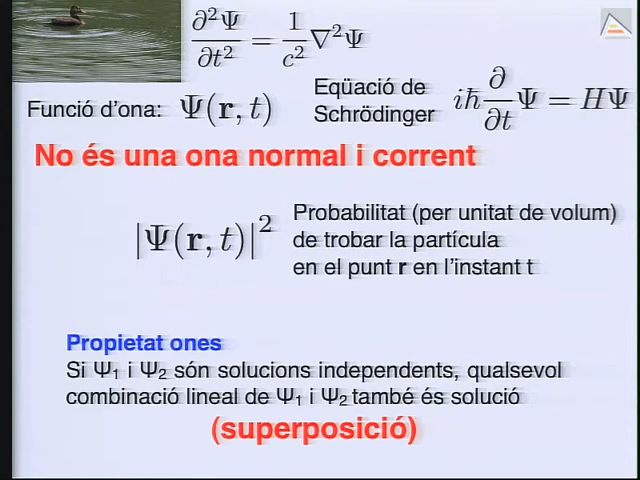 ∂²Ψ/∂t² = 1/c² ∇²Ψ
Funció d'ona: Ψ(r, t)
Eqüació de
Schrödinger
iħ ∂/∂t Ψ = HΨ
No és una ona normal i corrent
|Ψ(r, t)|²
Probabilitat (per unitat de volum)
de trobar la partícula
en el punt r en l'instant t
Propietat ones
Si Ψ₁ i Ψ₂ són solucions independents, qualsevol
combinació lineal de Ψ₁ i Ψ₂ també és solució
(superposició)